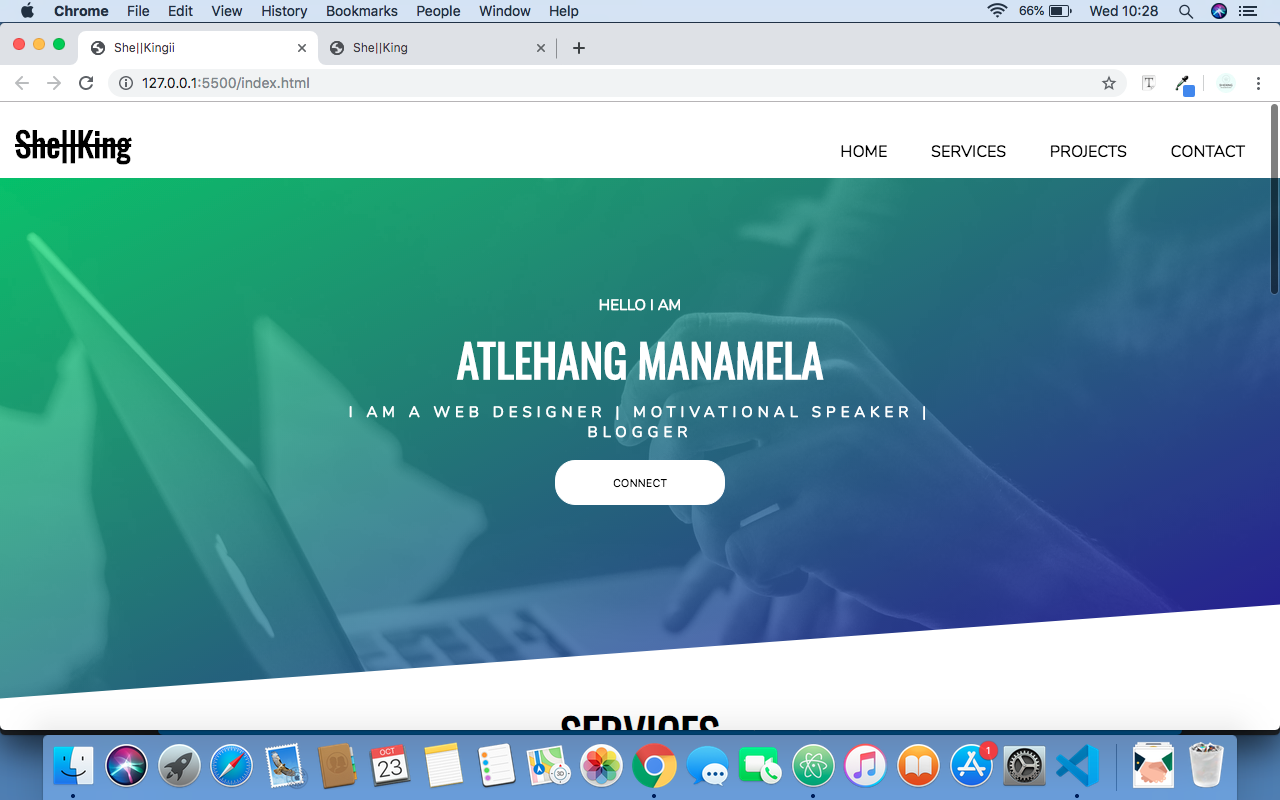 Chrome File Edit View History Bookmarks People Window Help 66% Wed 10:28
She||Kingii She||King
127.0.0.1:5500/index.html
She||King HOME SERVICES PROJECTS CONTACT
HELLO I AM
ATLEHANG MANAMELA
I AM A WEB DESIGNER | MOTIVATIONAL SPEAKER |
BLOGGER
CONNECT
SERVICES
OCT
23
3D
1